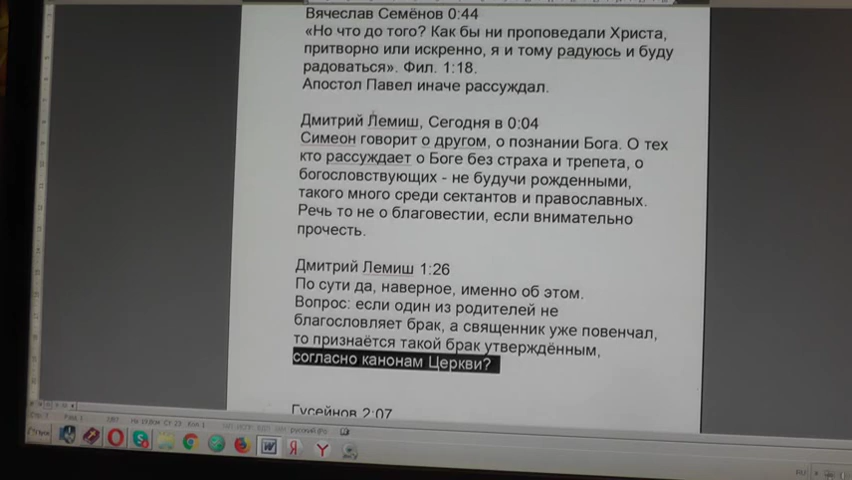 Вячеслав Семёнов 0:44
«Но что до того? Как бы ни проповедали Христа,
притворно или искренно, я и тому радуюсь и буду
радоваться». Фил. 1:18.
Апостол Павел иначе рассуждал.
Дмитрий Лемиш, Сегодня в 0:04
Симеон говорит о другом, о познании Бога. О тех
кто рассуждает о Боге без страха и трепета, о
богословствующих - не будучи рожденными,
такого много среди сектантов и православных.
Речь то не о благовестии, если внимательно
прочесть.
Дмитрий Лемиш 1:26
По сути да, наверное, именно об этом.
Вопрос: если один из родителей не
благословляет брак, а священник уже повенчал,
то признаётся такой брак утверждённым,
согласно канонам Церкви?
Гусейнов 2:07